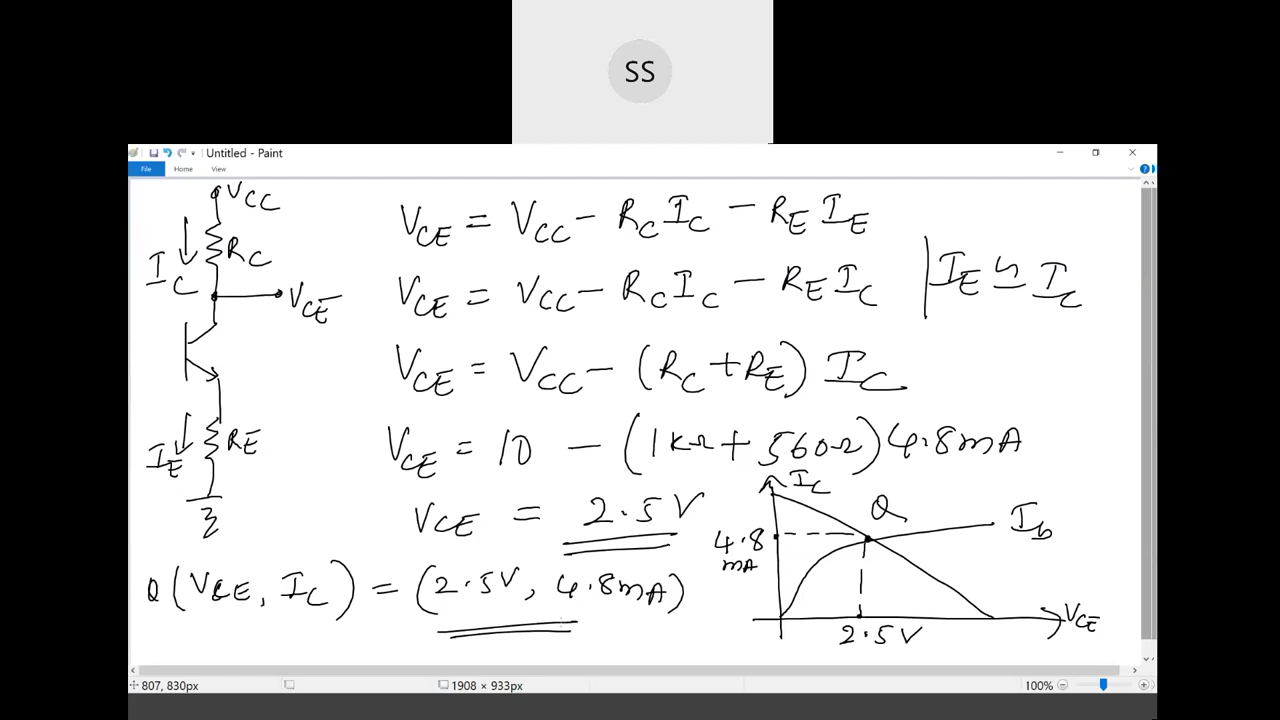 SS
Untitled - Paint
File Home View
VCC
IC
RC
VCE
IE
RE
VCE = VCC - RC IC - RE IE
VCE = VCC - RC IC - RE IC | IE ≃ IC
VCE = VCC - (RC + RE) IC
VCE = 10 - (1kΩ + 560Ω) 4.8mA
VCE = 2.5V
Q (VCE, IC) = (2.5V, 4.8mA)
IC
Q
Ib
4.8
mA
2.5V
VCE
807, 830px
1908 × 933px
100%